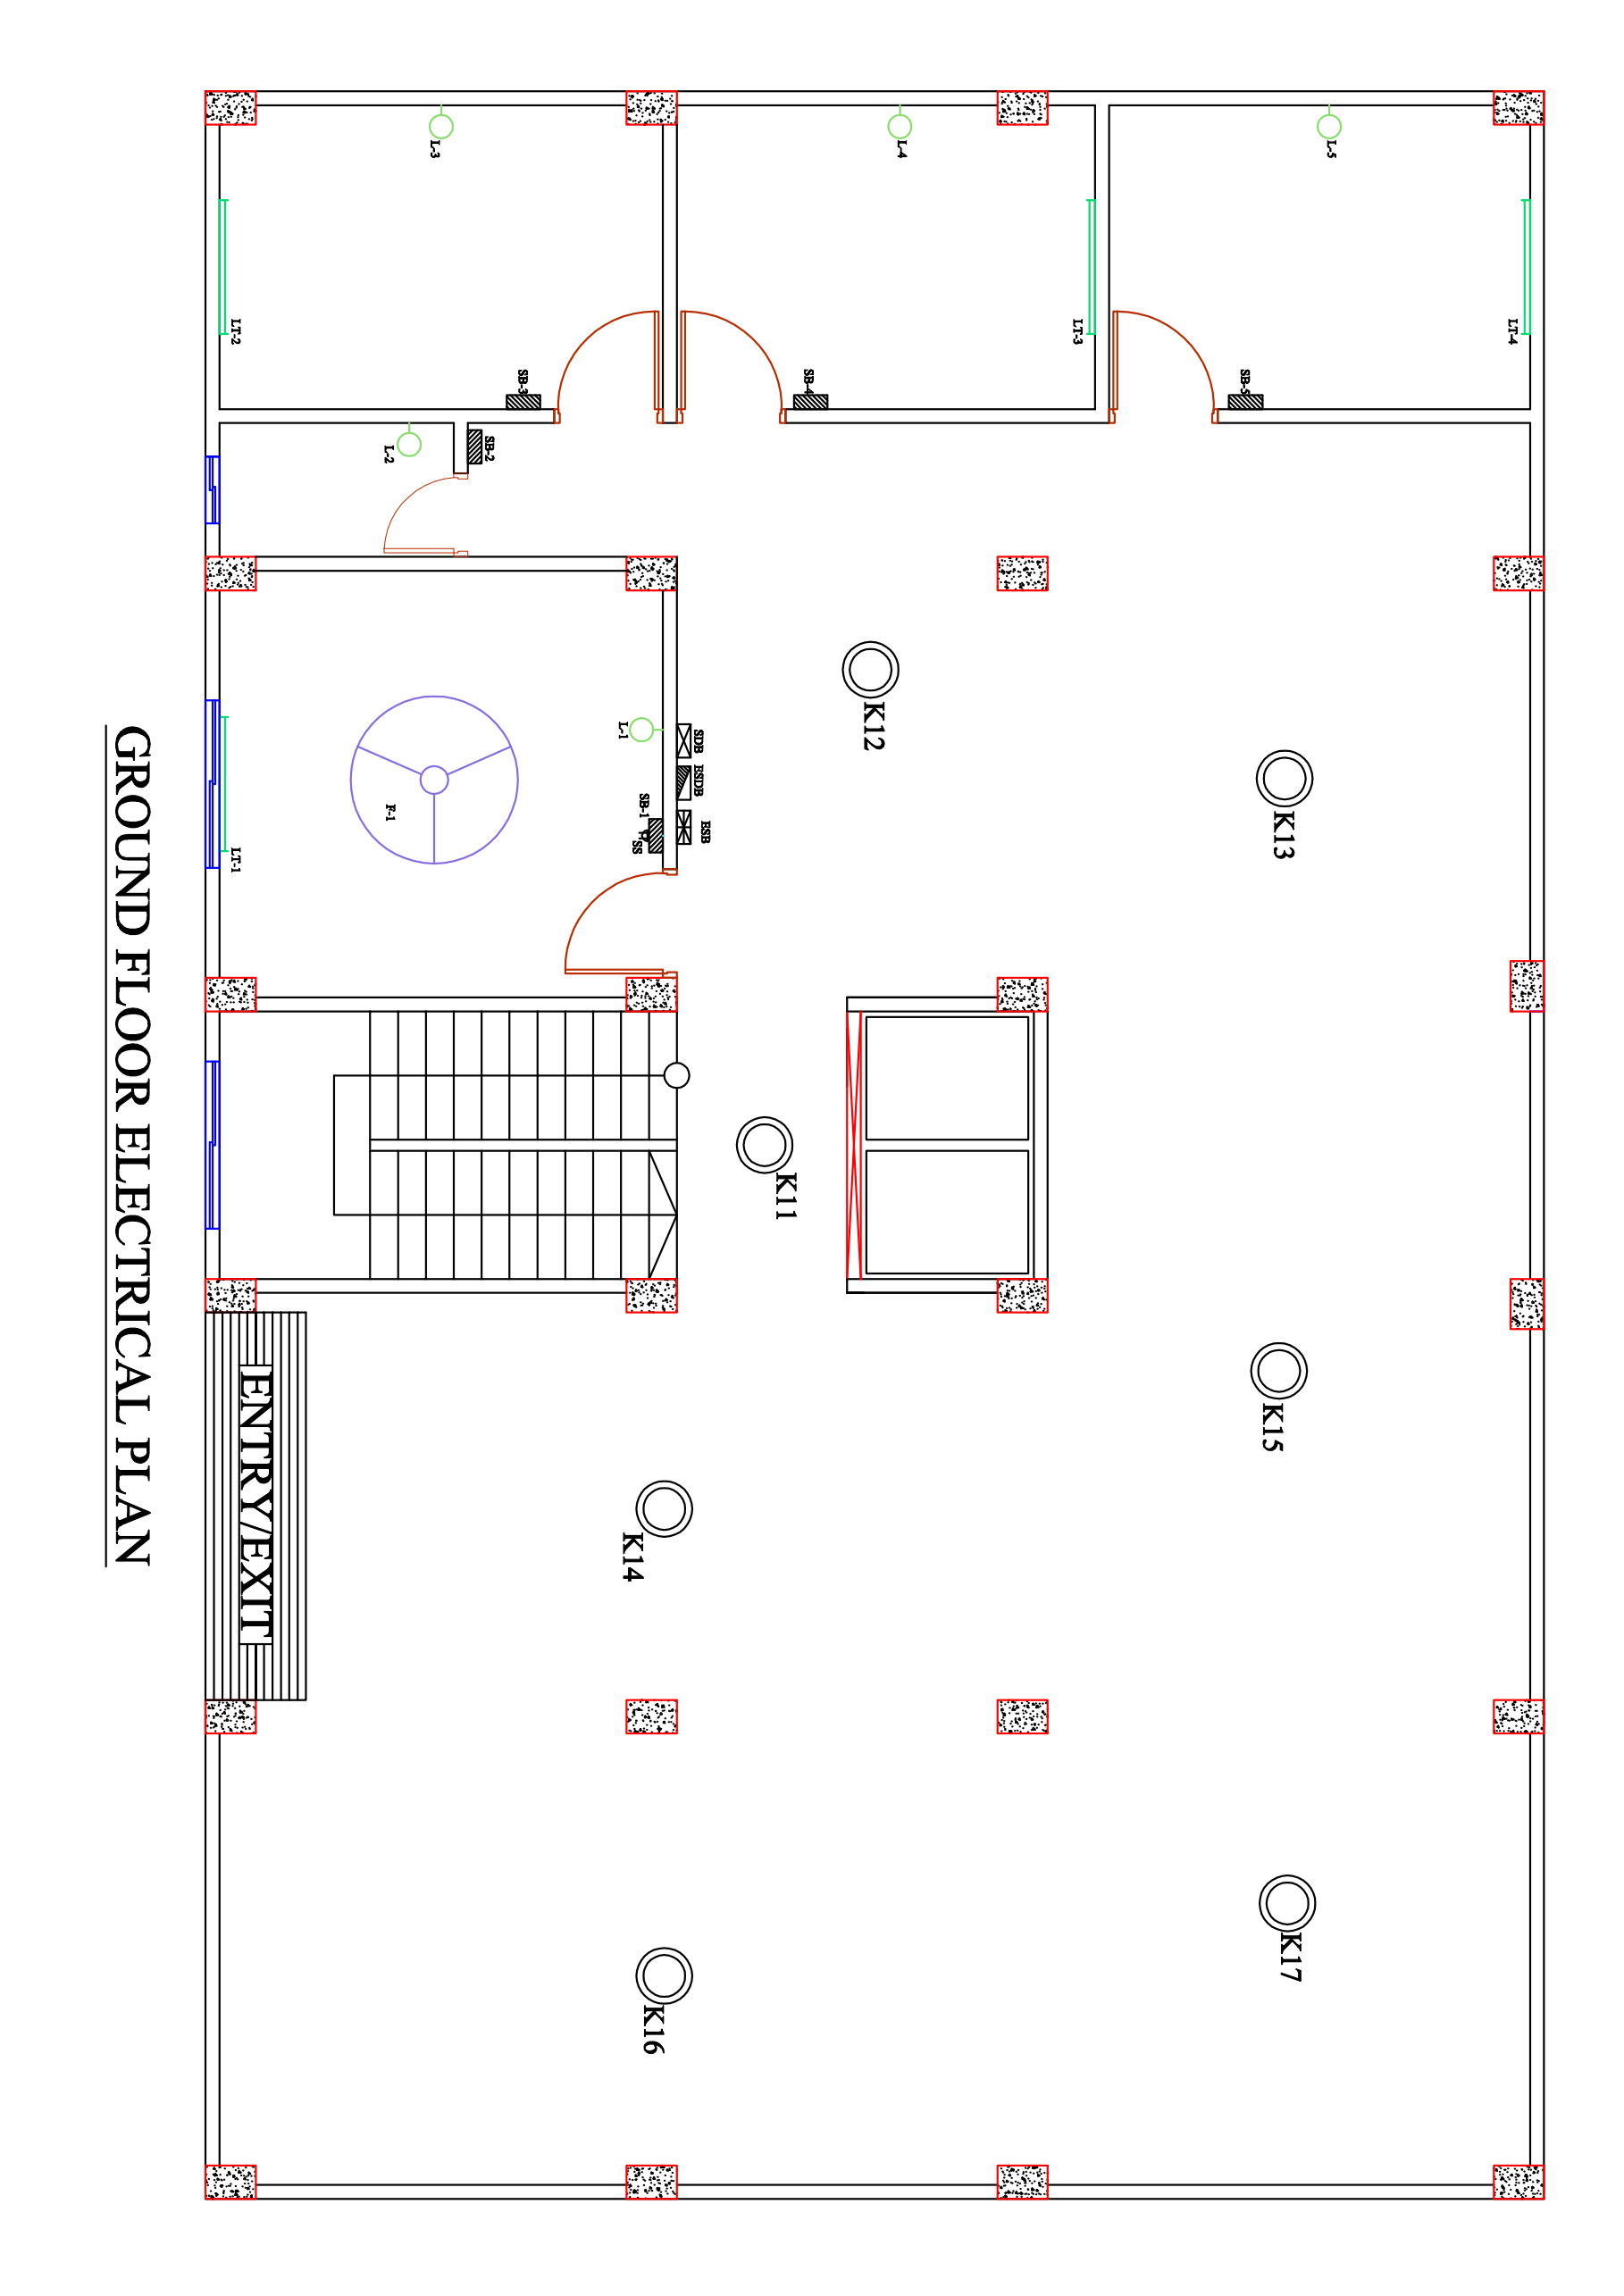 L-5
L-4
L-3
LT-4
LT-3
LT-2
SB-5
SB-4
SB-3
SB-2
L-2
K12
K13
SDB
ESDB
ESB
L-1
SB-1
SS
F-1
LT-1
K11
K15
K14
K17
K16
ENTRY/EXIT
GROUND FLOOR ELECTRICAL PLAN